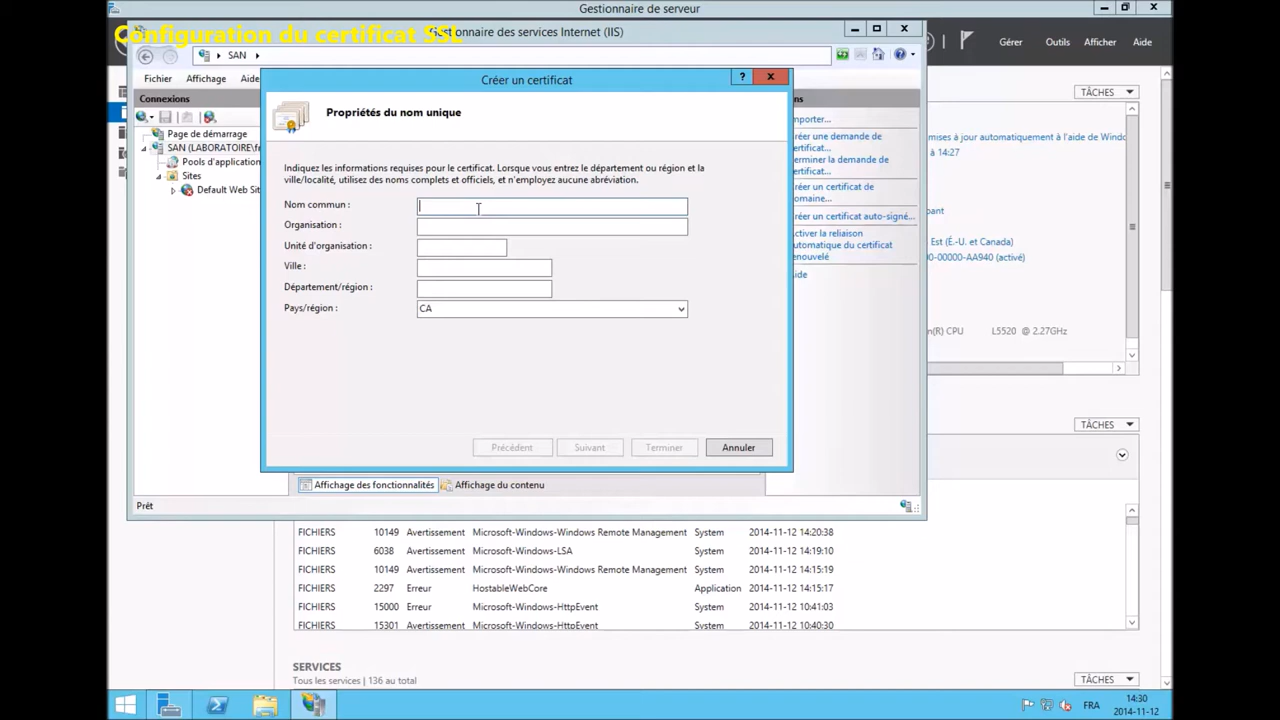 Gestionnaire de serveur
Configuration du certificat SSL
Gestionnaire des services Internet (IIS)
Gérer
Outils
Afficher
Aide
SAN
Fichier
Affichage
Aide
Créer un certificat
Connexions
Page de démarrage
SAN (LABORATOIRE\fr
Pools d'application
Sites
Default Web Sit
Propriétés du nom unique
Indiquez les informations requises pour le certificat. Lorsque vous entrez le département ou région et la
ville/localité, utilisez des noms complets et officiels, et n'employez aucune abréviation.
Nom commun :
Organisation :
Unité d'organisation :
Ville :
Département/région :
Pays/région :
CA
Précédent
Suivant
Terminer
Annuler
ns
mporter...
réer une demande de
ertificat...
erminer la demande de
ertificat...
réer un certificat de
omaine...
réer un certificat auto-signé...
ctiver la reliaison
utomatique du certificat
enouvelé
ide
TÂCHES
mises à jour automatiquement à l'aide de Windo
à 14:27
pant
Est (É.-U. et Canada)
00-00000-AA940 (activé)
n(R) CPU L5520 @ 2.27GHz
Affichage des fonctionnalités
Affichage du contenu
Prêt
TÂCHES
FICHIERS 10149 Avertissement Microsoft-Windows-Windows Remote Management System 2014-11-12 14:20:38
FICHIERS 6038 Avertissement Microsoft-Windows-LSA System 2014-11-12 14:19:10
FICHIERS 10149 Avertissement Microsoft-Windows-Windows Remote Management System 2014-11-12 14:15:19
FICHIERS 2297 Erreur HostableWebCore Application 2014-11-12 14:15:17
FICHIERS 15000 Erreur Microsoft-Windows-HttpEvent System 2014-11-12 10:41:03
FICHIERS 15301 Avertissement Microsoft-Windows-HttpEvent System 2014-11-12 10:40:30
SERVICES
Tous les services | 136 au total
TÂCHES
FRA
14:30
2014-11-12